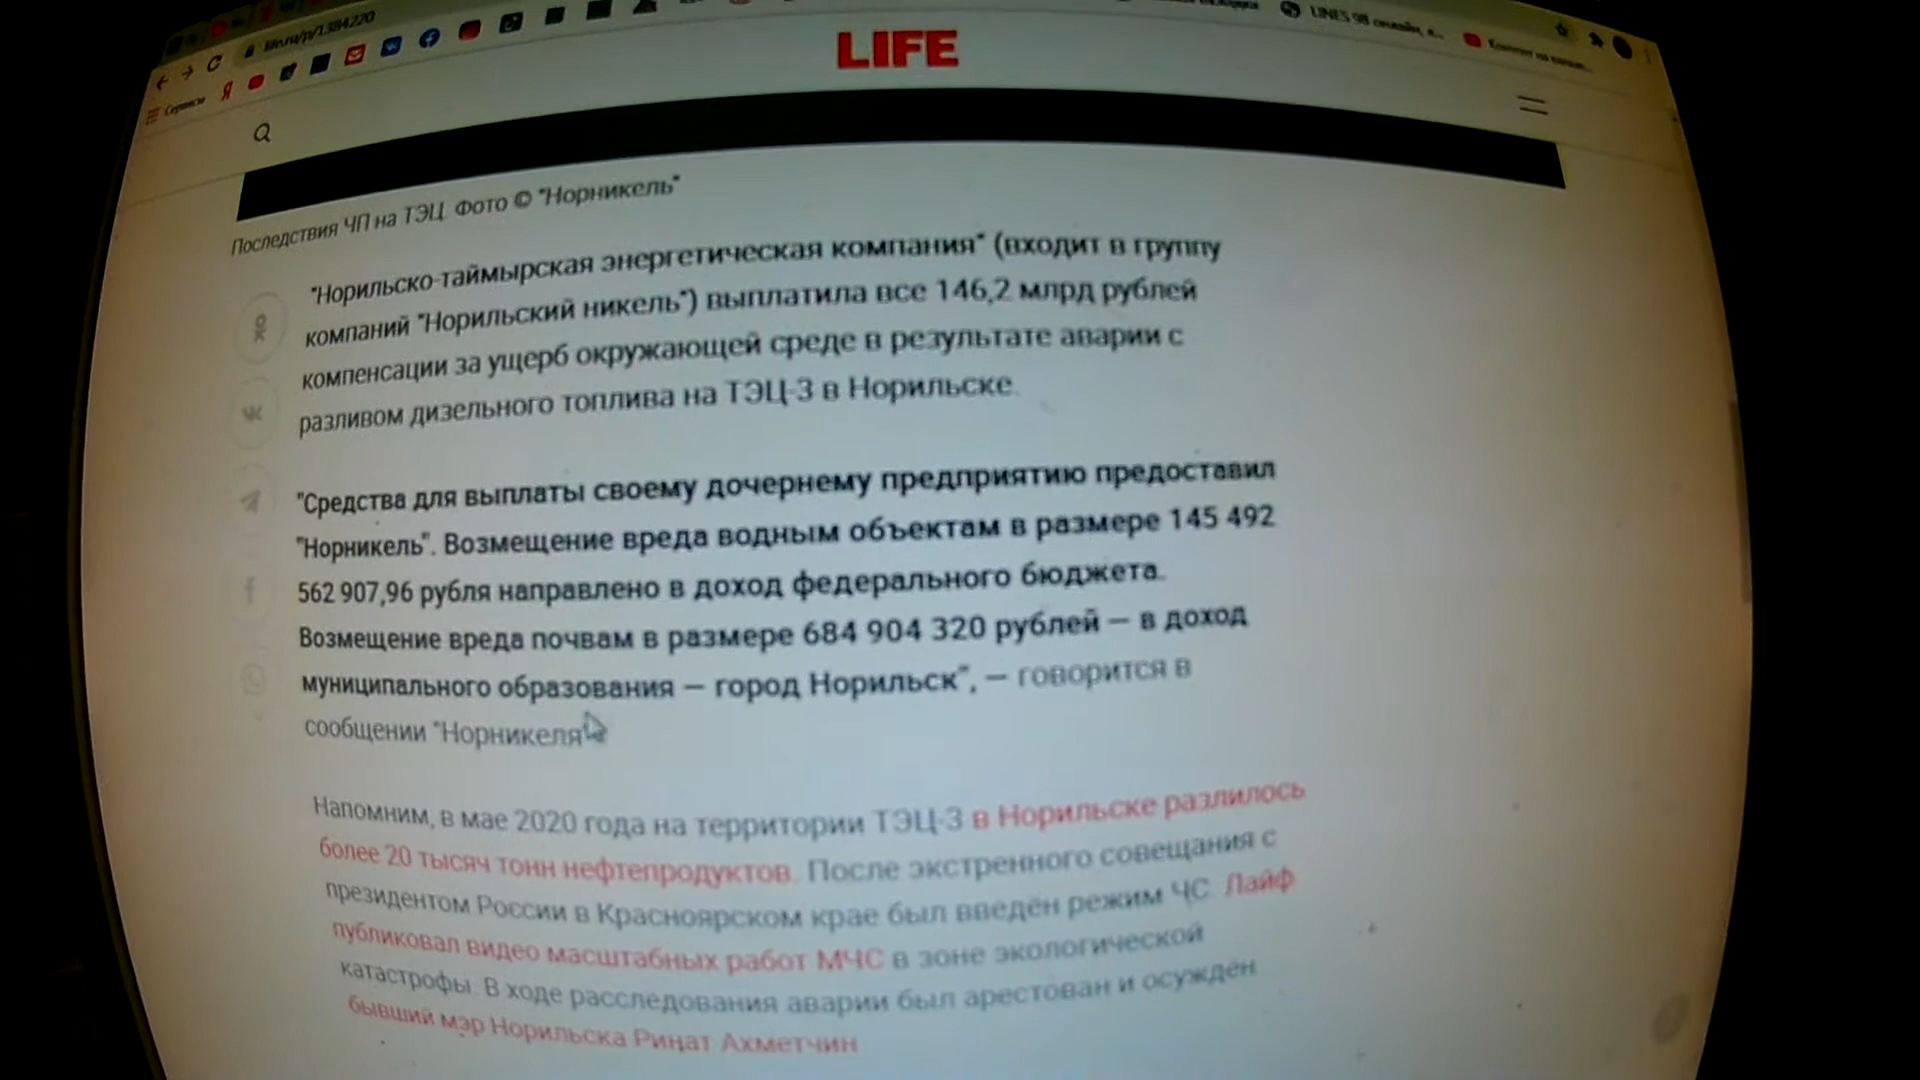 LIFE
Сервисы
LINES 98 онлайн, я...
Последствия ЧП на ТЭЦ. Фото © "Норникель"
"Норильско-таймырская энергетическая компания" (входит в группу
компаний "Норильский никель") выплатила все 146,2 млрд рублей
компенсации за ущерб окружающей среде в результате аварии с
разливом дизельного топлива на ТЭЦ-3 в Норильске.
"Средства для выплаты своему дочернему предприятию предоставил
"Норникель". Возмещение вреда водным объектам в размере 145 492
562 907,96 рубля направлено в доход федерального бюджета.
Возмещение вреда почвам в размере 684 904 320 рублей — в доход
муниципального образования — город Норильск", — говорится в
сообщении "Норникеля"
Напомним, в мае 2020 года на территории ТЭЦ-3 в Норильске разлилось
более 20 тысяч тонн нефтепродуктов. После экстренного совещания с
президентом России в Красноярском крае был введён режим ЧС. Лайф
публиковал видео масштабных работ МЧС в зоне экологической
катастрофы. В ходе расследования аварии был арестован и осуждён
бывший мэр Норильска Ринат Ахметчин